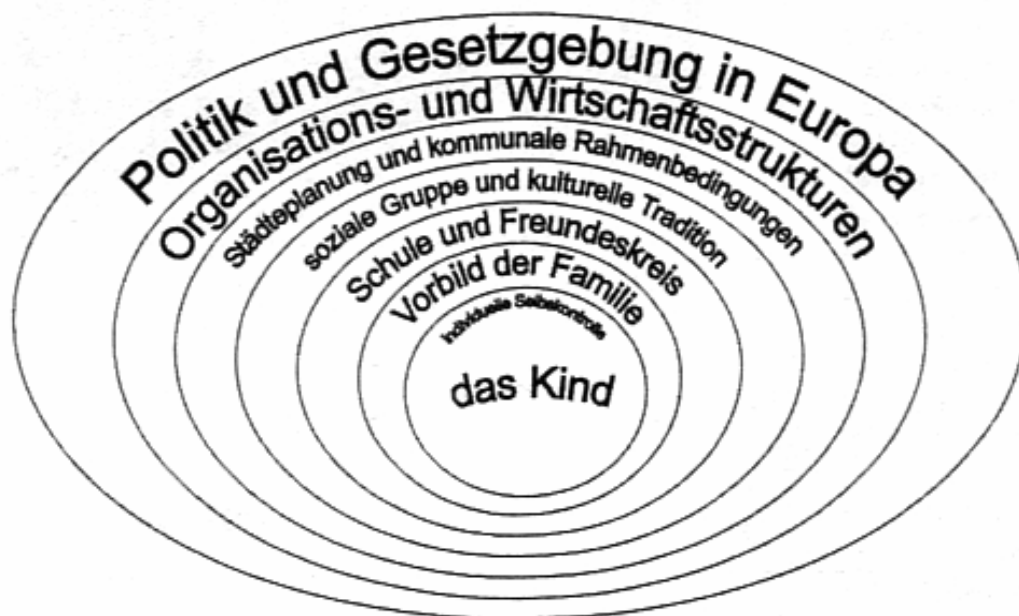 Politik und Gesetzgebung in Europa
Organisations- und Wirtschaftsstrukturen
Städteplanung und kommunale Rahmenbedingungen
soziale Gruppe und kulturelle Tradition
Schule und Freundeskreis
Vorbild der Familie
Individuelle Selbskontrolle
das Kind